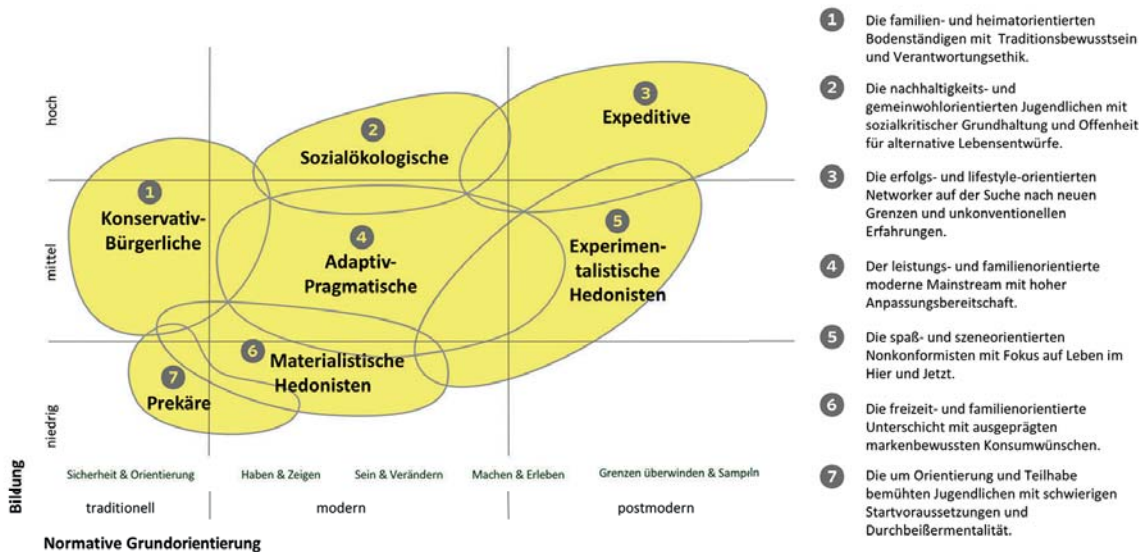 hoch
mittel
niedrig
Bildung
3
Expeditive
2
Sozialökologische
1
Konservativ-
Bürgerliche
4
Adaptiv-
Pragmatische
5
Experimen-
talistische
Hedonisten
6
Materialistische
Hedonisten
7
Prekäre
Sicherheit & Orientierung
Haben & Zeigen
Sein & Verändern
Machen & Erleben
Grenzen überwinden & Sampeln
traditionell
modern
postmodern
Normative Grundorientierung
1
Die familien- und heimatorientierten
Bodenständigen mit Traditionsbewusstsein
und Verantwortungsethik.
2
Die nachhaltigkeits- und
gemeinwohlorientierten Jugendlichen mit
sozialkritischer Grundhaltung und Offenheit
für alternative Lebensentwürfe.
3
Die erfolgs- und lifestyle-orientierten
Networker auf der Suche nach neuen
Grenzen und unkonventionellen
Erfahrungen.
4
Der leistungs- und familienorientierte
moderne Mainstream mit hoher
Anpassungsbereitschaft.
5
Die spaß- und szeneorientierten
Nonkonformisten mit Fokus auf Leben im
Hier und Jetzt.
6
Die freizeit- und familienorientierte
Unterschicht mit ausgeprägten
markenbewussten Konsumwünschen.
7
Die um Orientierung und Teilhabe
bemühten Jugendlichen mit schwierigen
Startvoraussetzungen und
Durchbeißermentalität.